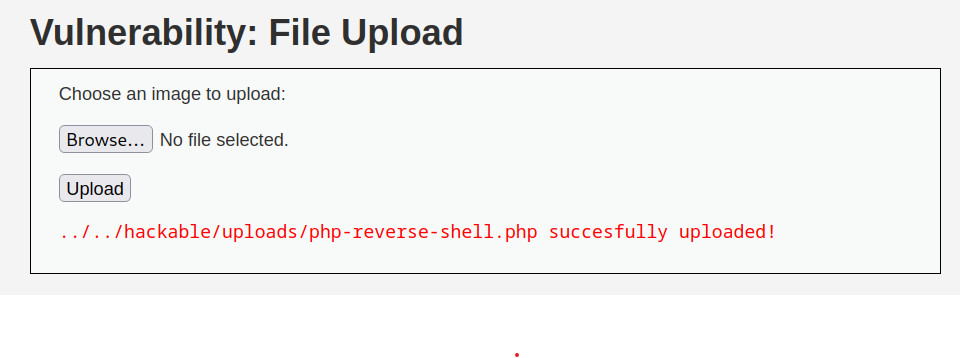 Vulnerability: File Upload
Choose an image to upload:
Browse... No file selected.
Upload
../../hackable/uploads/php-reverse-shell.php succesfully uploaded!